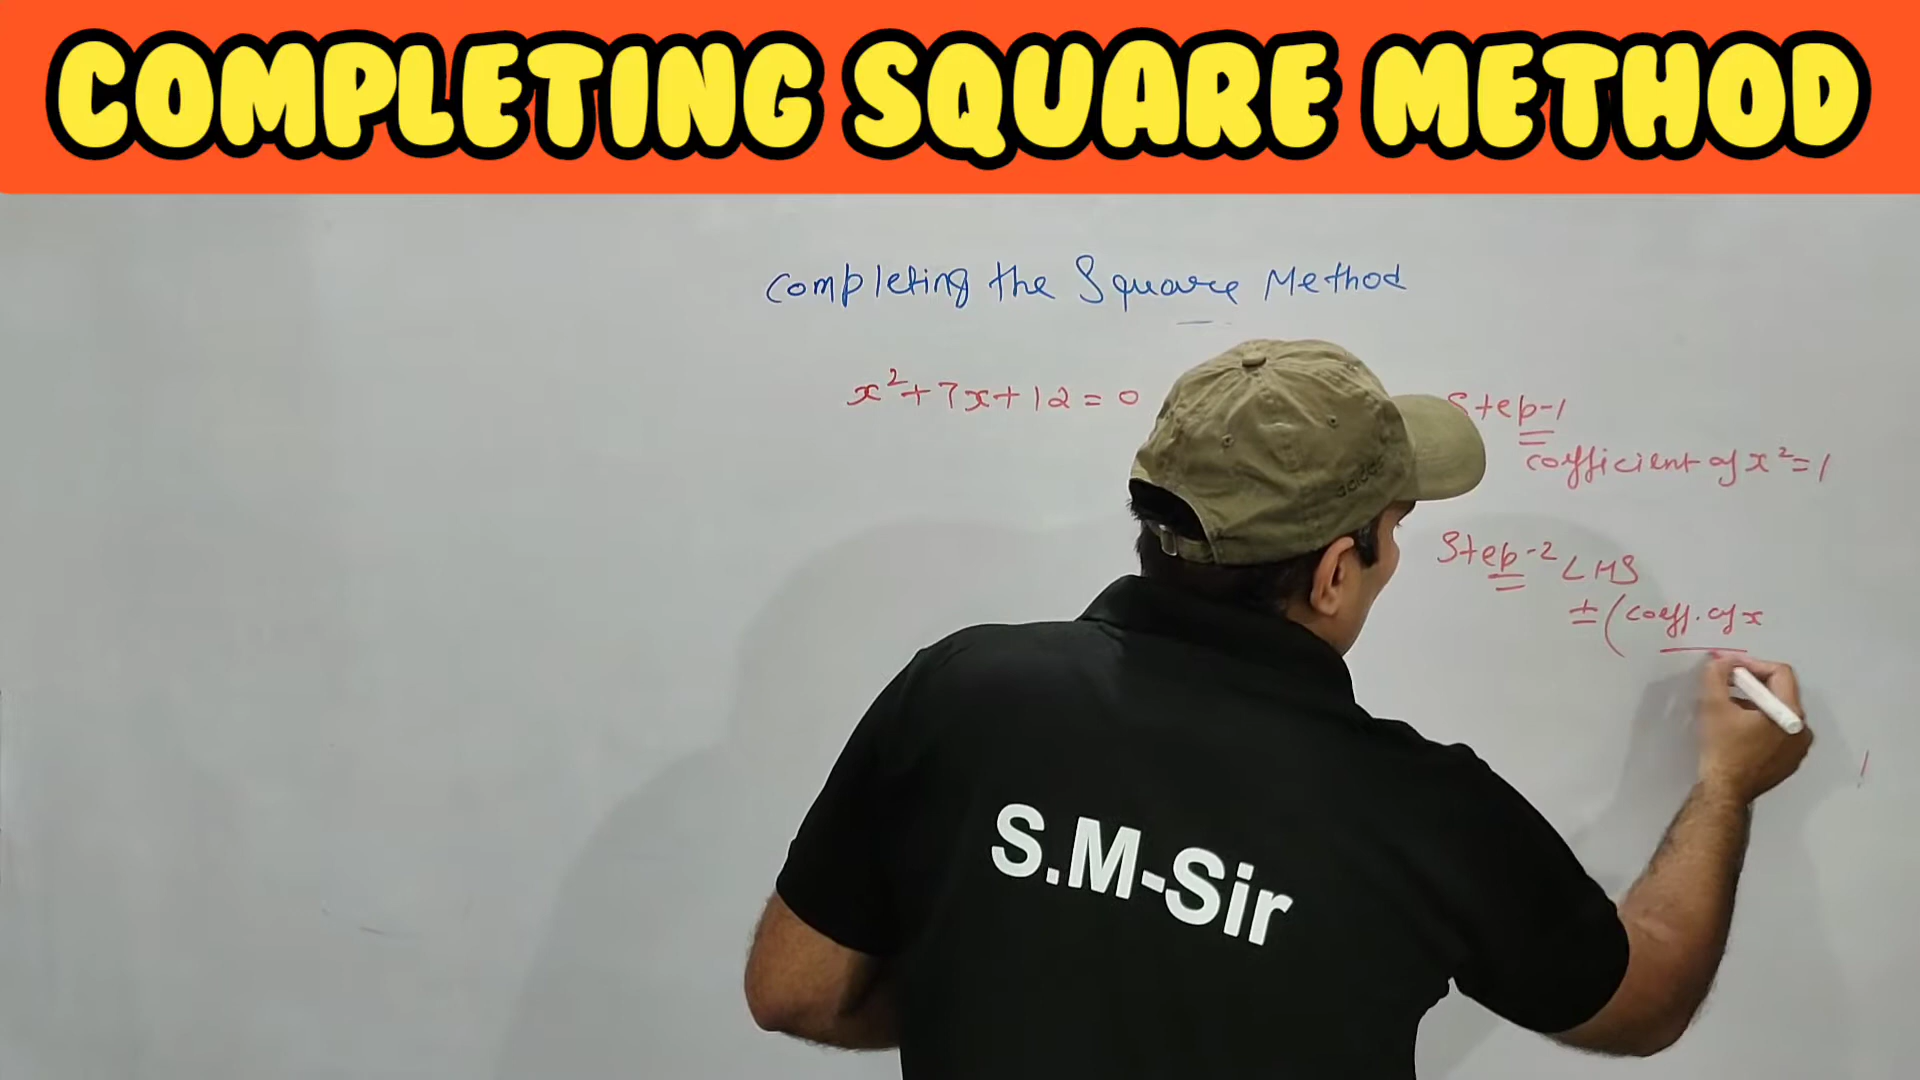 COMPLETING SQUARE METHOD
Completing the Square Method
x²+7x+12=0
Step-1
coefficient of x²=1
Step-2 LHS
±(coeff. of x
S.M-Sir